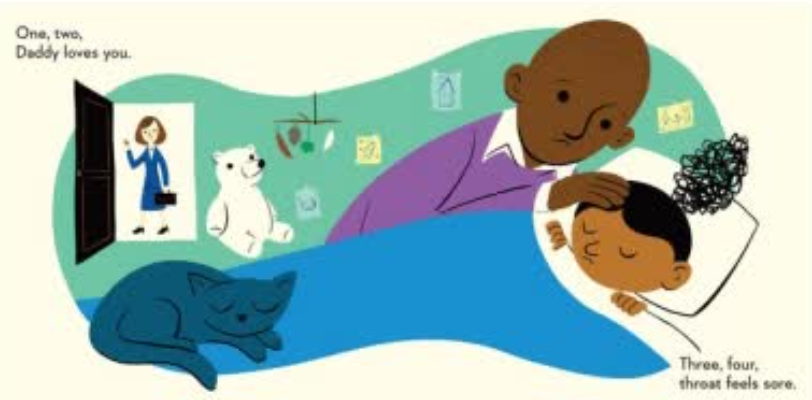 One, two,
Daddy loves you.
Three, four,
throat feels sore.